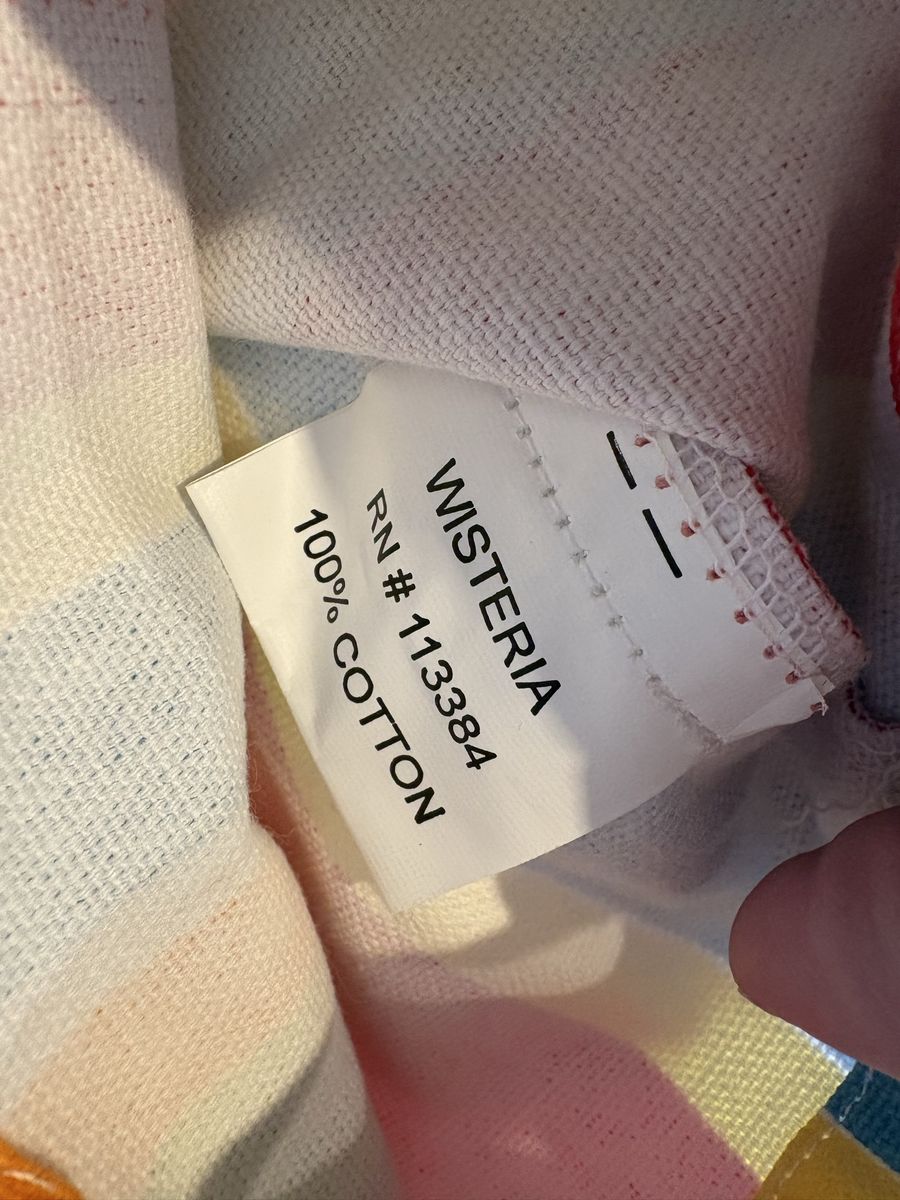 WISTERIA
RN # 113384
100% COTTON